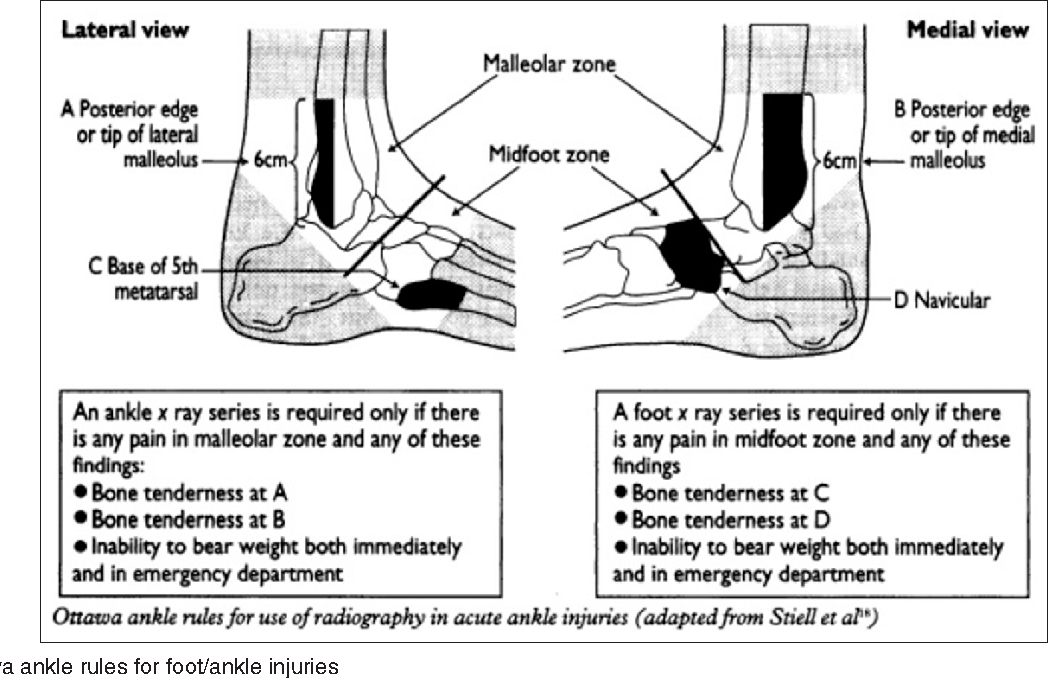 Lateral view
Medial view
Malleolar zone
A Posterior edge
or tip of lateral
malleolus
6cm
B Posterior edge
or tip of medial
malleolus
6cm
Midfoot zone
C Base of 5th
metatarsal
D Navicular
An ankle x ray series is required only if there
is any pain in malleolar zone and any of these
findings:
● Bone tenderness at A
● Bone tenderness at B
● Inability to bear weight both immediately
and in emergency department
A foot x ray series is required only if there
is any pain in midfoot zone and any of these
findings
● Bone tenderness at C
● Bone tenderness at D
● Inability to bear weight both immediately
and in emergency department
Ottawa ankle rules for use of radiography in acute ankle injuries (adapted from Stiell et al¹⁸)
ankle rules for foot/ankle injuries